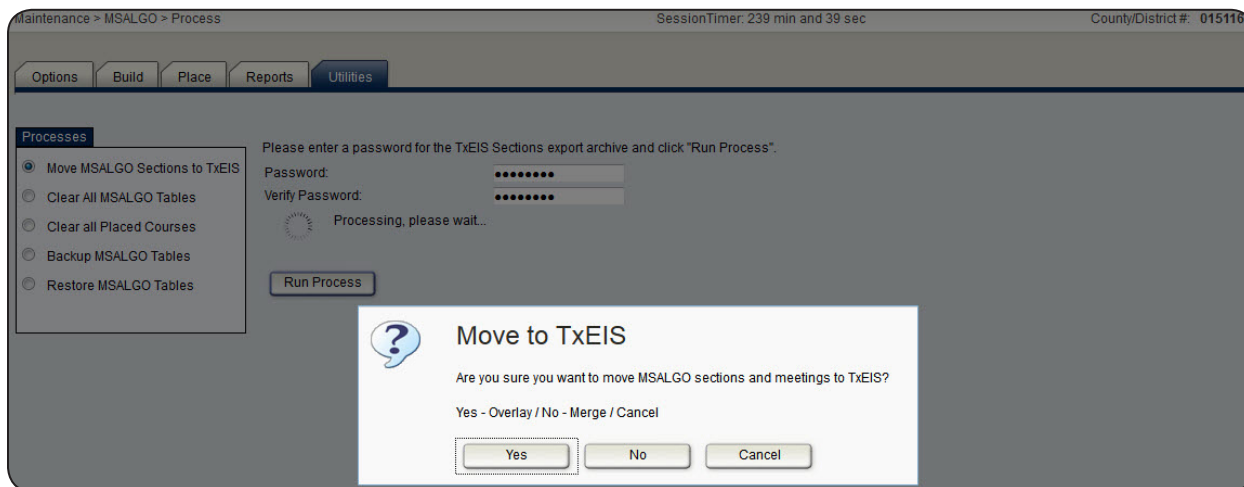 Maintenance > MSALGO > Process SessionTimer: 239 min and 39 sec County/District #: 015116
Options Build Place Reports Utilities
Processes
Move MSALGO Sections to TxEIS
Clear All MSALGO Tables
Clear all Placed Courses
Backup MSALGO Tables
Restore MSALGO Tables
Please enter a password for the TxEIS Sections export archive and click "Run Process".
Password: ••••••••
Verify Password: ••••••••
Processing, please wait...
Run Process
Move to TxEIS
Are you sure you want to move MSALGO sections and meetings to TxEIS?
Yes - Overlay / No - Merge / Cancel
Yes No Cancel